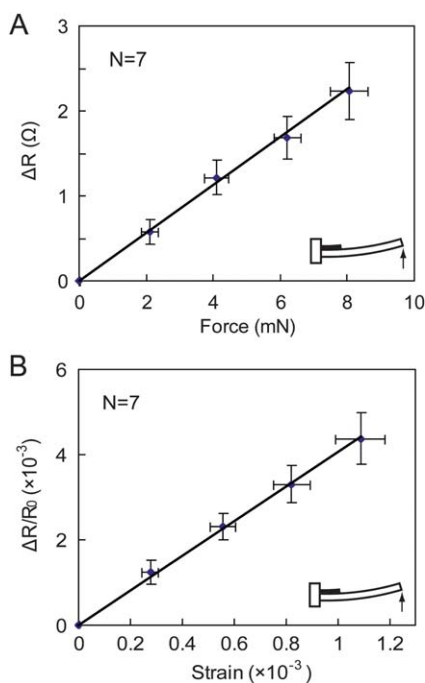 A
3
N=7
2
ΔR (Ω)
1
0
0 2 4 6 8 10
Force (mN)
B
6
N=7
4
ΔR/R₀ (×10⁻³)
2
0
0 0.2 0.4 0.6 0.8 1 1.2
Strain (×10⁻³)